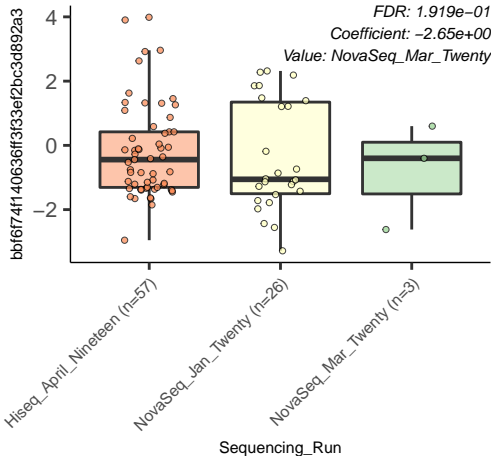 FDR: 1.919e−01
Coefficient: −2.65e+00
Value: NovaSeq_Mar_Twenty
bbf6f74f140636ff3f33ef2bc3d892a3
4
2
0
−2
Hiseq_April_Nineteen (n=57)
NovaSeq_Jan_Twenty (n=26)
NovaSeq_Mar_Twenty (n=3)
Sequencing_Run